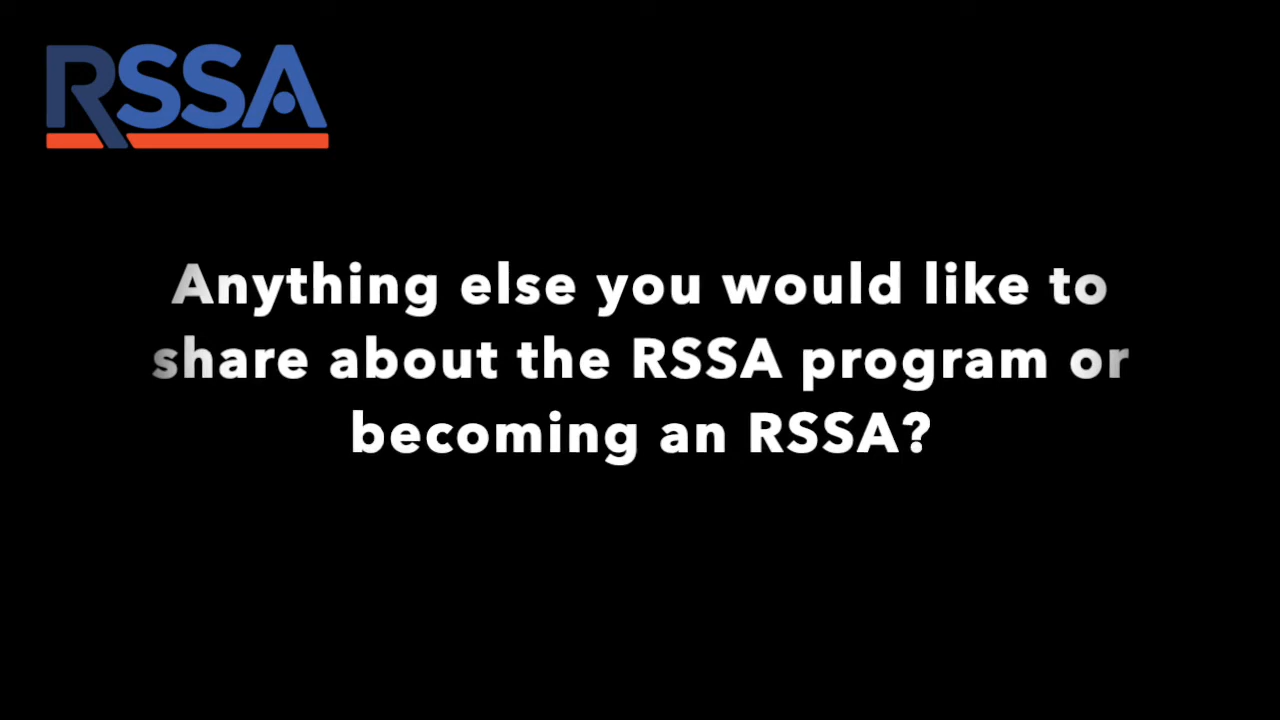 RSSA
Anything else you would like to
share about the RSSA program or
becoming an RSSA?